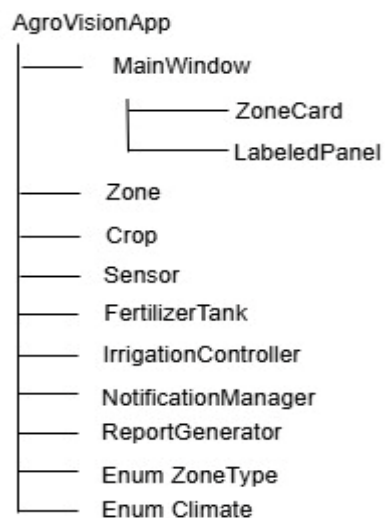 AgroVisionApp
MainWindow
ZoneCard
LabeledPanel
Zone
Crop
Sensor
FertilizerTank
IrrigationController
NotificationManager
ReportGenerator
Enum ZoneType
Enum Climate